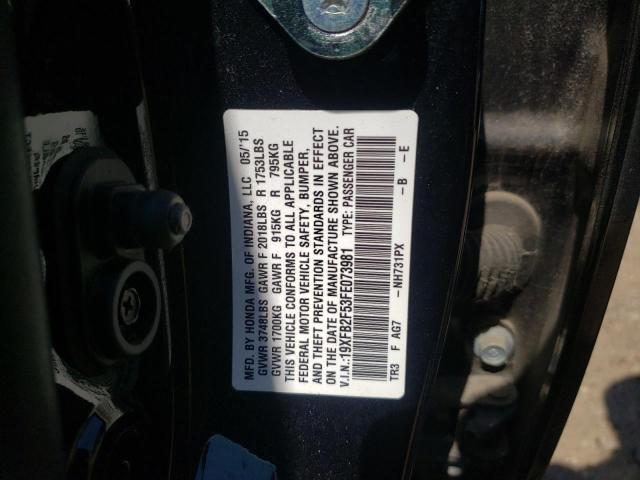 MFD. BY HONDA MFG. OF INDIANA, LLC 05/'15
GVWR 3748LBS GAWR F 2018LBS R 1753LBS
GVWR 1700KG GAWR F 915KG R 795KG
THIS VEHICLE CONFORMS TO ALL APPLICABLE
FEDERAL MOTOR VEHICLE SAFETY, BUMPER,
AND THEFT PREVENTION STANDARDS IN EFFECT
ON THE DATE OF MANUFACTURE SHOWN ABOVE.
V.I.N.:19XFB2F53FE073981 TYPE: PASSENGER CAR
TR3 F AG7 -NH731PX -B -E